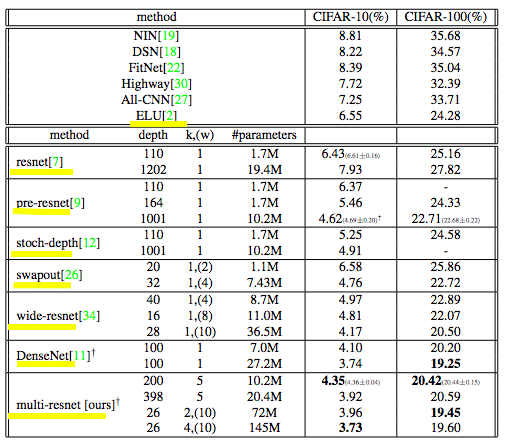 method CIFAR-10(%) CIFAR-100(%)
NIN[19] 8.81 35.68
DSN[18] 8.22 34.57
FitNet[22] 8.39 35.04
Highway[30] 7.72 32.39
All-CNN[27] 7.25 33.71
ELU[2] 6.55 24.28
method depth k,(w) #parameters
resnet[7] 110 1 1.7M 6.43(6.61±0.16) 25.16
1202 1 19.4M 7.93 27.82
pre-resnet[9] 110 1 1.7M 6.37 -
164 1 1.7M 5.46 24.33
1001 1 10.2M 4.62(4.69±0.20)† 22.71(22.68±0.22)
stoch-depth[12] 110 1 1.7M 5.25 24.58
1001 1 10.2M 4.91 -
swapout[26] 20 1,(2) 1.1M 6.58 25.86
32 1,(4) 7.43M 4.76 22.72
wide-resnet[34] 40 1,(4) 8.7M 4.97 22.89
16 1,(8) 11.0M 4.81 22.07
28 1,(10) 36.5M 4.17 20.50
DenseNet[11]† 100 1 7.0M 4.10 20.20
100 1 27.2M 3.74 19.25
multi-resnet [ours]† 200 5 10.2M 4.35(4.36±0.04) 20.42(20.44±0.15)
398 5 20.4M 3.92 20.59
26 2,(10) 72M 3.96 19.45
26 4,(10) 145M 3.73 19.60